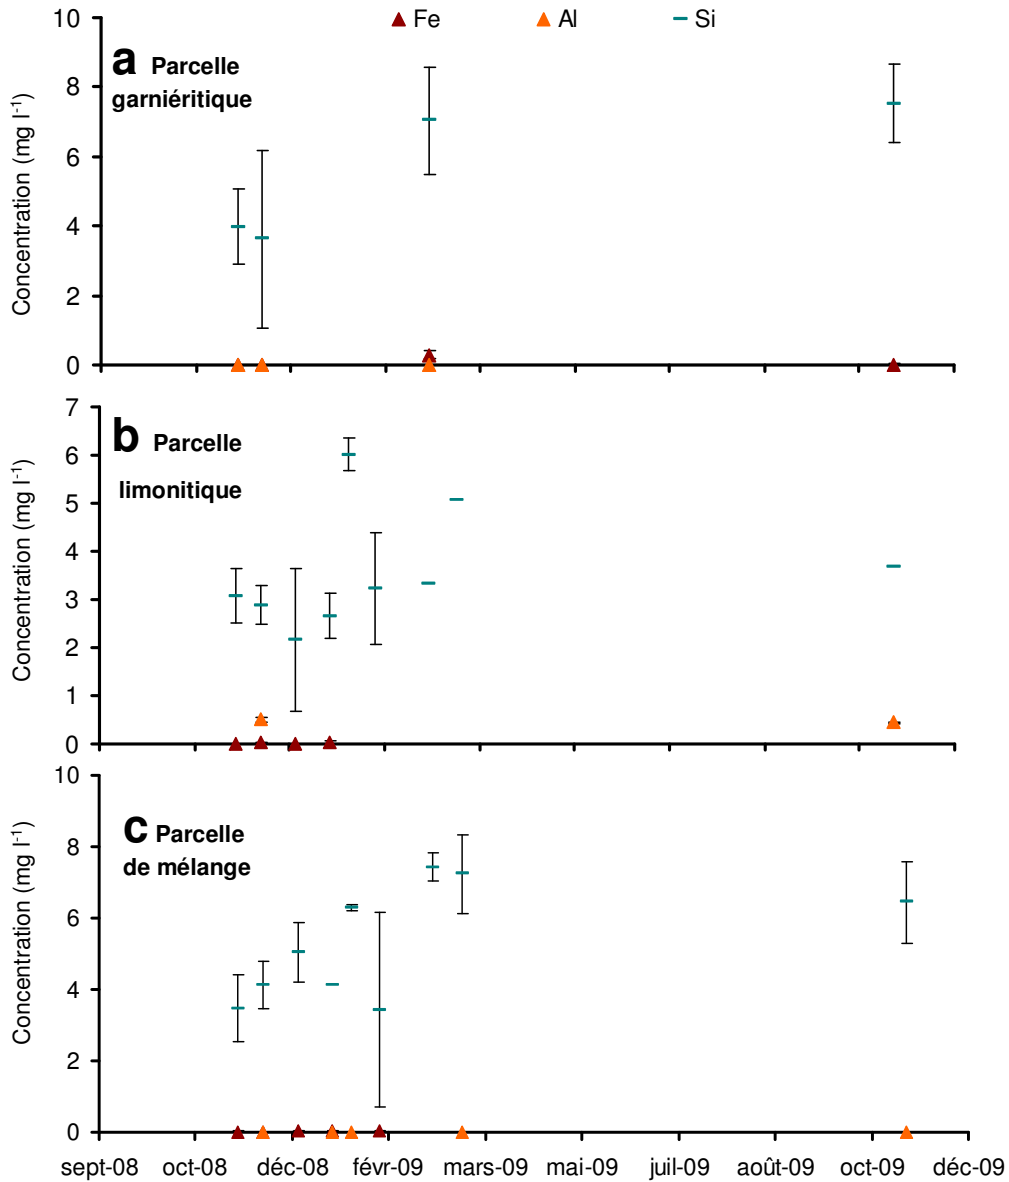 Fe Al Si
a Parcelle
garniéritique
Concentration (mg l-1)
10
8
6
4
2
0
b Parcelle
limonitique
Concentration (mg l-1)
7
6
5
4
3
2
1
0
c Parcelle
de mélange
Concentration (mg l-1)
10
8
6
4
2
0
sept-08 oct-08 déc-08 févr-09 mars-09 mai-09 juil-09 août-09 oct-09 déc-09